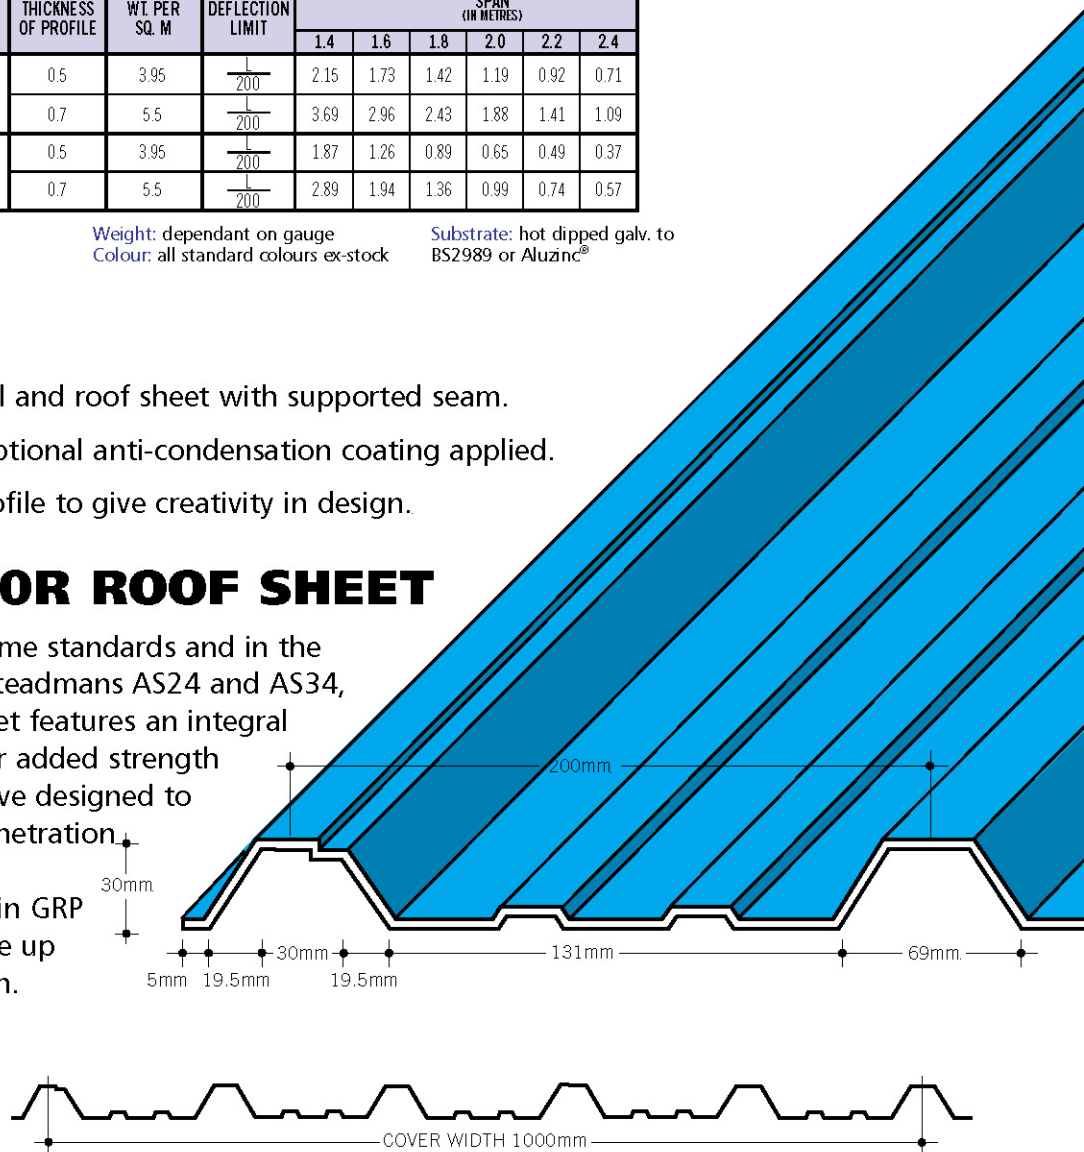 THICKNESS OF PROFILE WT. PER SQ. M DEFLECTION LIMIT SPAN (IN METRES)
1.4 1.6 1.8 2.0 2.2 2.4
0.5 3.95 L/200 2.15 1.73 1.42 1.19 0.92 0.71
0.7 5.5 L/200 3.69 2.96 2.43 1.88 1.41 1.09
0.5 3.95 L/200 1.87 1.26 0.89 0.65 0.49 0.37
0.7 5.5 L/200 2.89 1.94 1.36 0.99 0.74 0.57
Weight: dependant on gauge
Colour: all standard colours ex-stock
Substrate: hot dipped galv. to
BS2989 or Aluzinc®
l and roof sheet with supported seam.
ptional anti-condensation coating applied.
ofile to give creativity in design.
OR ROOF SHEET
me standards and in the
teadmans AS24 and AS34,
et features an integral
r added strength
ve designed to
netration
in GRP
e up
n.
200mm
30mm
30mm 131mm 69mm
5mm 19.5mm 19.5mm
COVER WIDTH 1000mm